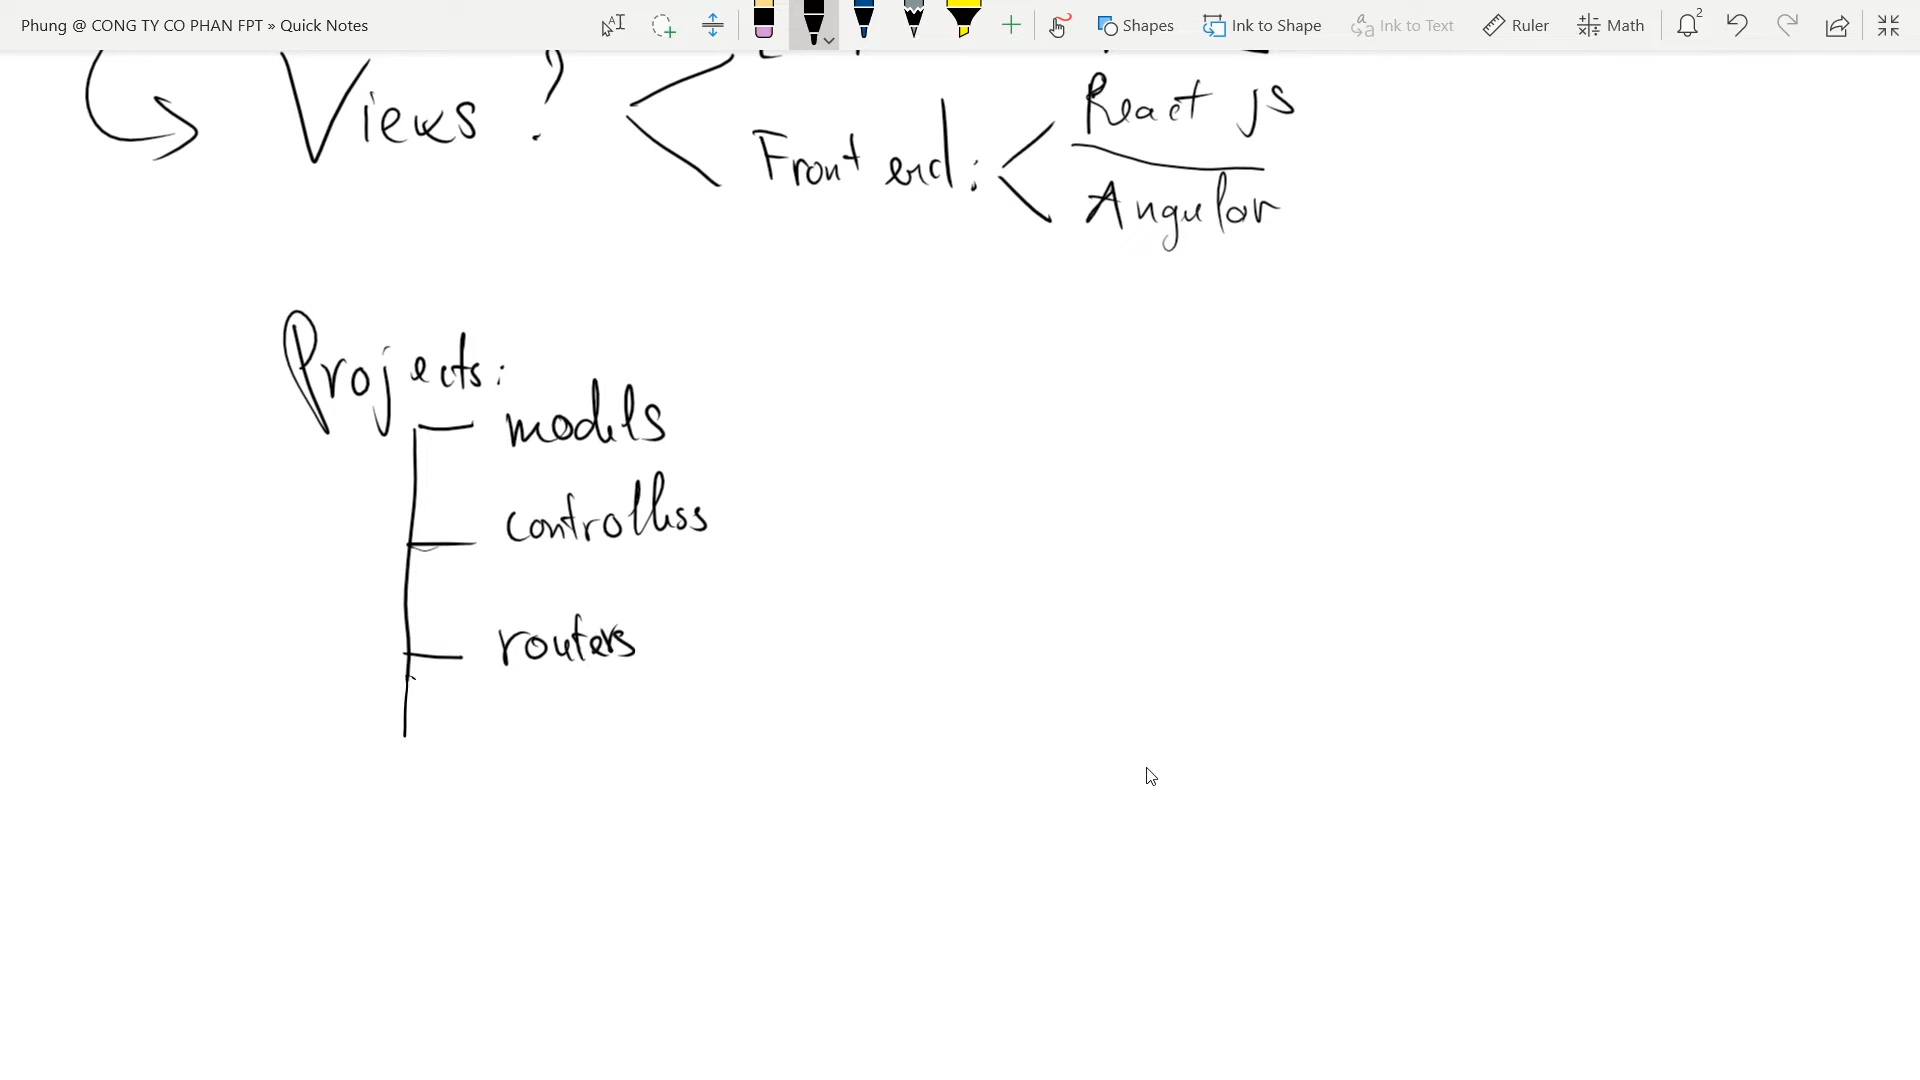 Phung @ CONG TY CO PHAN FPT » Quick Notes
Shapes
Ink to Shape
Ink to Text
Ruler
Math
2
Views ?
React js
Front end :
Angular
Projects :
models
controllers
routers